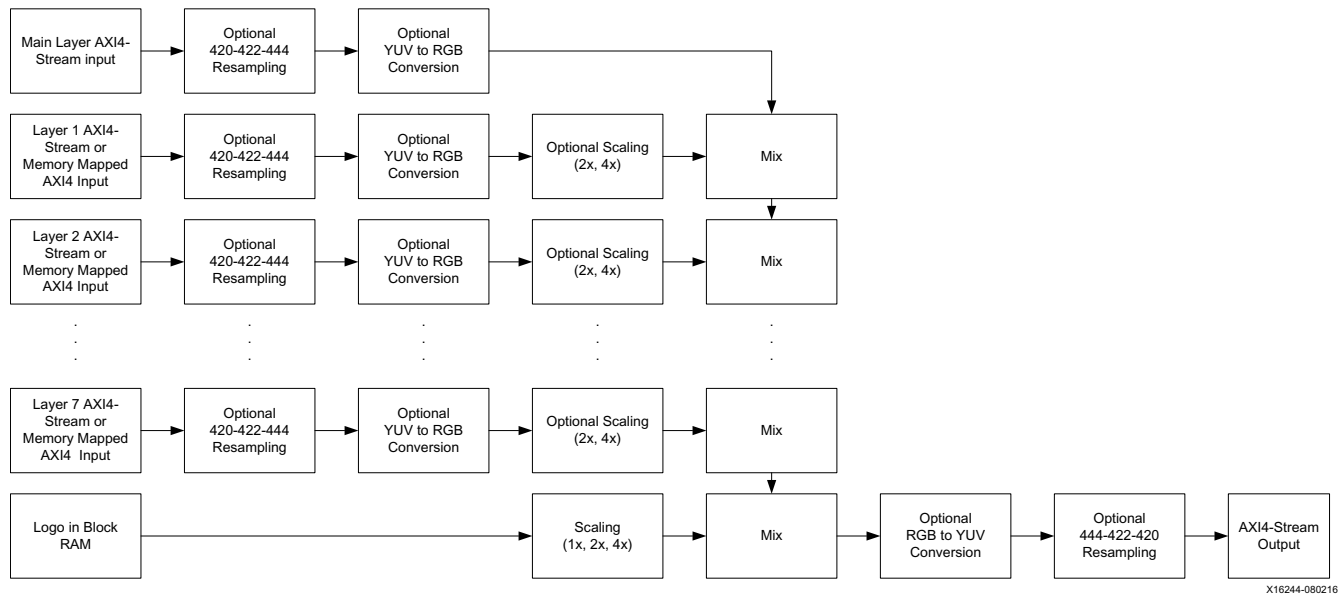 Main Layer AXI4-
Stream input
Optional
420-422-444
Resampling
Optional
YUV to RGB
Conversion
Layer 1 AXI4-
Stream or
Memory Mapped
AXI4 Input
Optional
420-422-444
Resampling
Optional
YUV to RGB
Conversion
Optional Scaling
(2x, 4x)
Mix
Layer 2 AXI4-
Stream or
Memory Mapped
AXI4 Input
Optional
420-422-444
Resampling
Optional
YUV to RGB
Conversion
Optional Scaling
(2x, 4x)
Mix
Layer 7 AXI4-
Stream or
Memory Mapped
AXI4 Input
Optional
420-422-444
Resampling
Optional
YUV to RGB
Conversion
Optional Scaling
(2x, 4x)
Mix
Logo in Block
RAM
Scaling
(1x, 2x, 4x)
Mix
Optional
RGB to YUV
Conversion
Optional
444-422-420
Resampling
AXI4-Stream
Output
X16244-080216